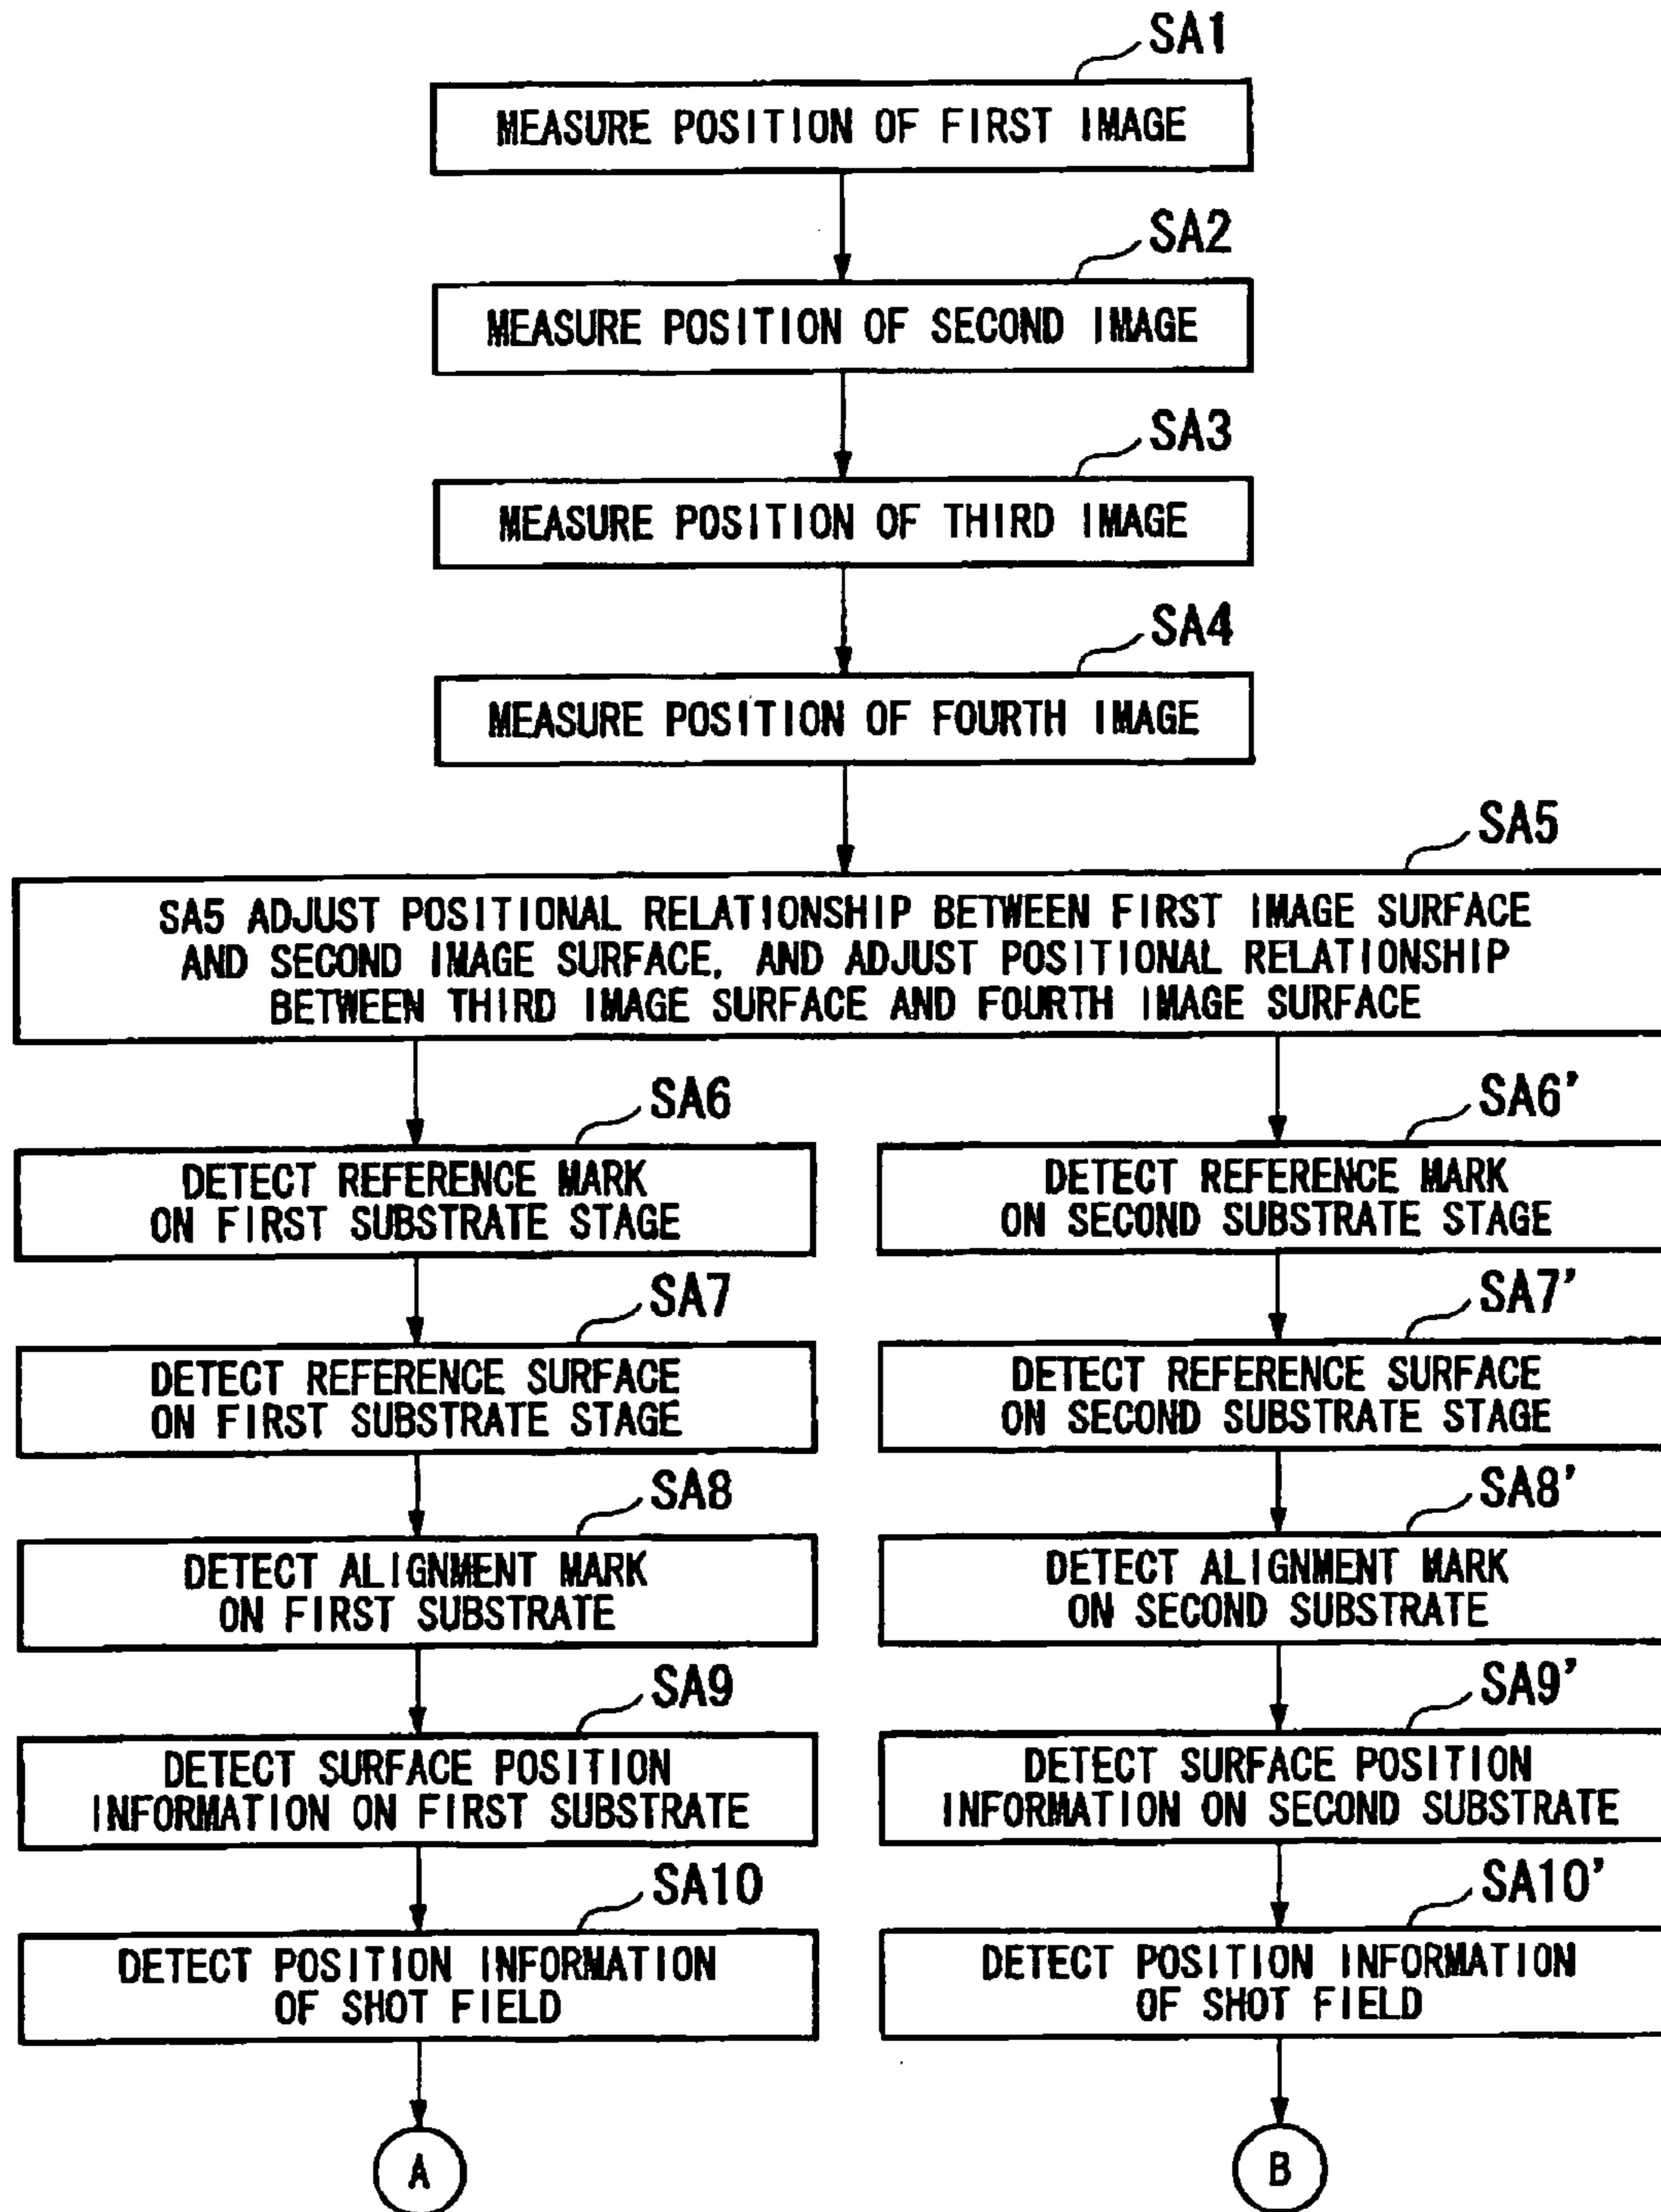 SA1
MEASURE POSITION OF FIRST IMAGE
SA2
MEASURE POSITION OF SECOND IMAGE
SA3
MEASURE POSITION OF THIRD IMAGE
SA4
MEASURE POSITION OF FOURTH IMAGE
SA5
SA5 ADJUST POSITIONAL RELATIONSHIP BETWEEN FIRST IMAGE SURFACE
AND SECOND IMAGE SURFACE, AND ADJUST POSITIONAL RELATIONSHIP
BETWEEN THIRD IMAGE SURFACE AND FOURTH IMAGE SURFACE
SA6
DETECT REFERENCE MARK
ON FIRST SUBSTRATE STAGE
SA7
DETECT REFERENCE SURFACE
ON FIRST SUBSTRATE STAGE
SA8
DETECT ALIGNMENT MARK
ON FIRST SUBSTRATE
SA9
DETECT SURFACE POSITION
INFORMATION ON FIRST SUBSTRATE
SA10
DETECT POSITION INFORMATION
OF SHOT FIELD
A
SA6'
DETECT REFERENCE MARK
ON SECOND SUBSTRATE STAGE
SA7'
DETECT REFERENCE SURFACE
ON SECOND SUBSTRATE STAGE
SA8'
DETECT ALIGNMENT MARK
ON SECOND SUBSTRATE
SA9'
DETECT SURFACE POSITION
INFORMATION ON SECOND SUBSTRATE
SA10'
DETECT POSITION INFORMATION
OF SHOT FIELD
B